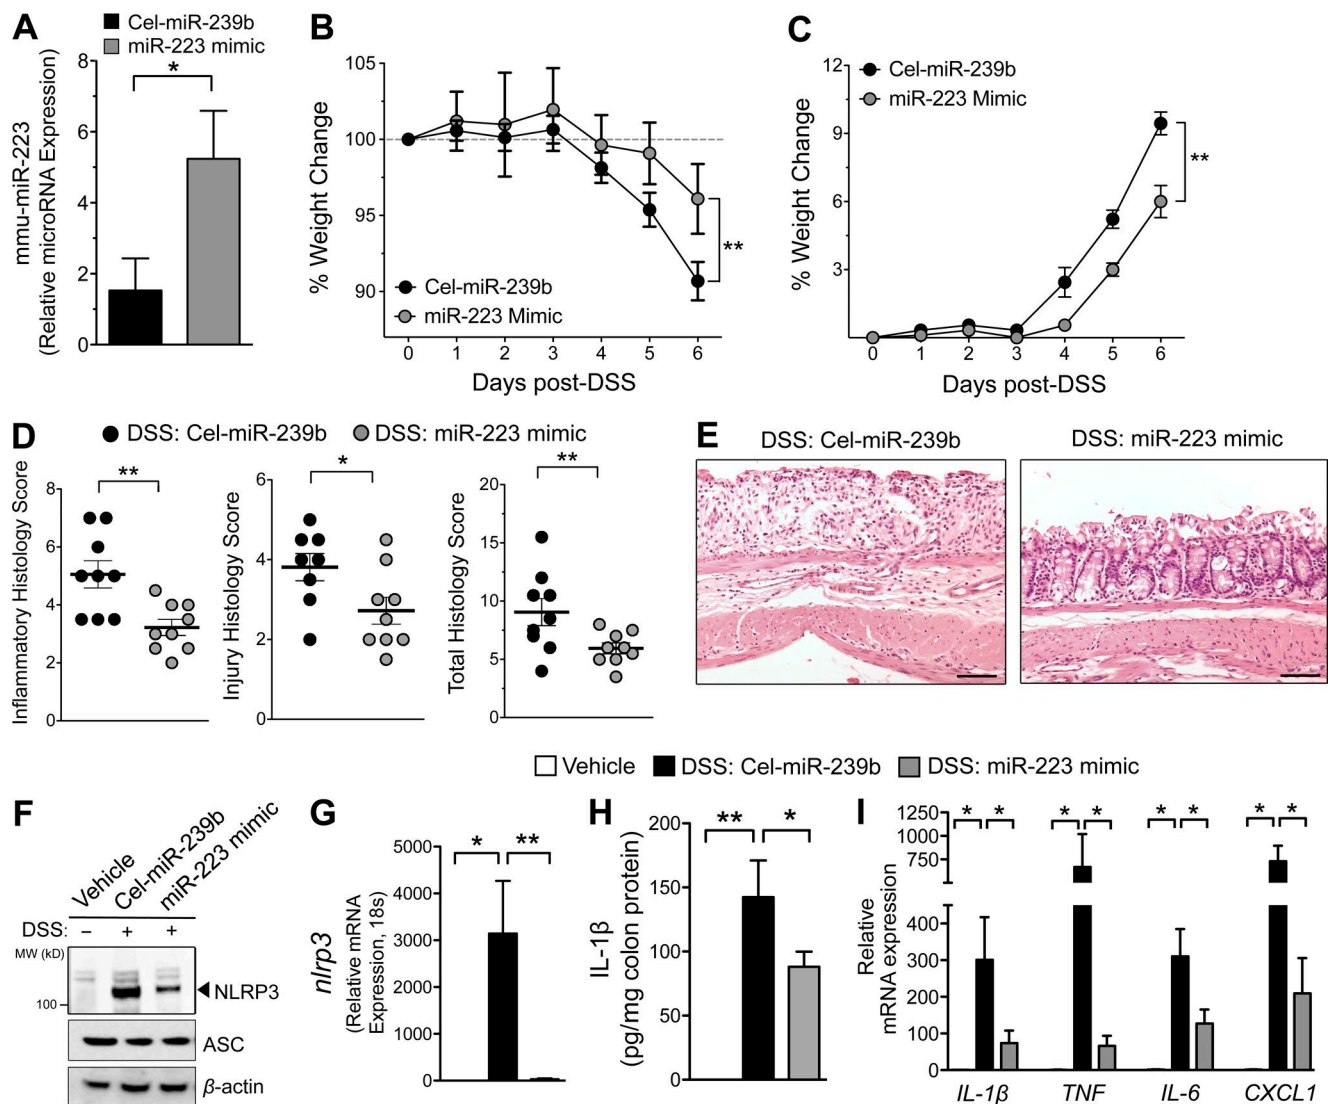 A
Cel-miR-239b
miR-223 mimic
mmu-miR-223
(Relative microRNA Expression)
8
6
4
2
0
*
B
% Weight Change
105
100
95
90
Cel-miR-239b
miR-223 Mimic
**
0 1 2 3 4 5 6
Days post-DSS
C
% Weight Change
12
9
6
3
Cel-miR-239b
miR-223 Mimic
**
0 1 2 3 4 5 6
Days post-DSS
D
DSS: Cel-miR-239b
DSS: miR-223 mimic
Inflammatory Histology Score
8
6
4
2
0
**
Injury Histology Score
6
4
2
0
*
Total Histology Score
20
15
10
5
0
**
E
DSS: Cel-miR-239b
DSS: miR-223 mimic
Vehicle
DSS: Cel-miR-239b
DSS: miR-223 mimic
F
Vehicle
Cel-miR-239b
miR-223 mimic
DSS: – + +
MW (kD)
100
NLRP3
ASC
β-actin
G
nlrp3
(Relative mRNA
Expression, 18s)
5000
4000
3000
2000
1000
0
* **
H
IL-1β
(pg/mg colon protein)
200
150
100
50
0
** *
I
Relative
mRNA expression
1250
1000
750
500
400
300
200
100
0
* * * * * * * *
IL-1β TNF IL-6 CXCL1